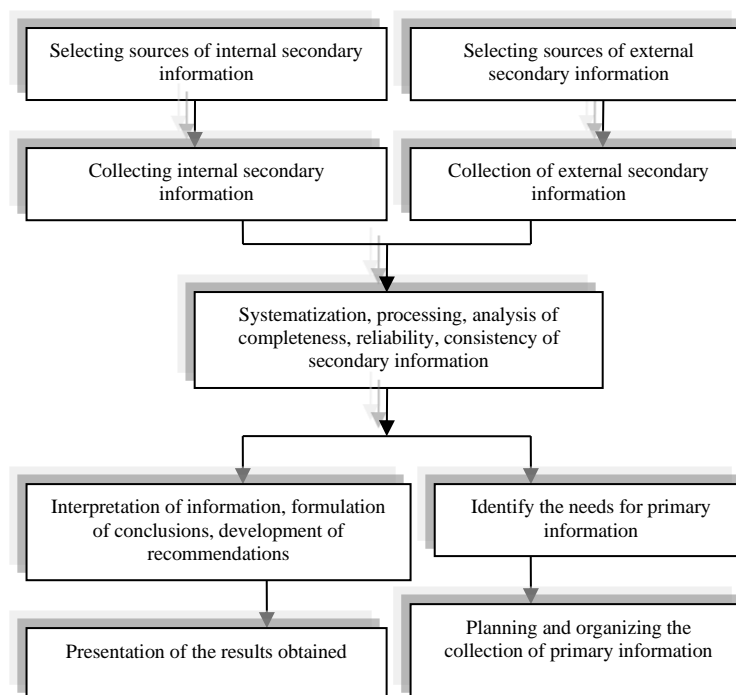 Selecting sources of internal secondary
information
Selecting sources of external
secondary information
Collecting internal secondary
information
Collection of external secondary
information
Systematization, processing, analysis of
completeness, reliability, consistency of
secondary information
Interpretation of information, formulation
of conclusions, development of
recommendations
Identify the needs for primary
information
Presentation of the results obtained
Planning and organizing the
collection of primary information